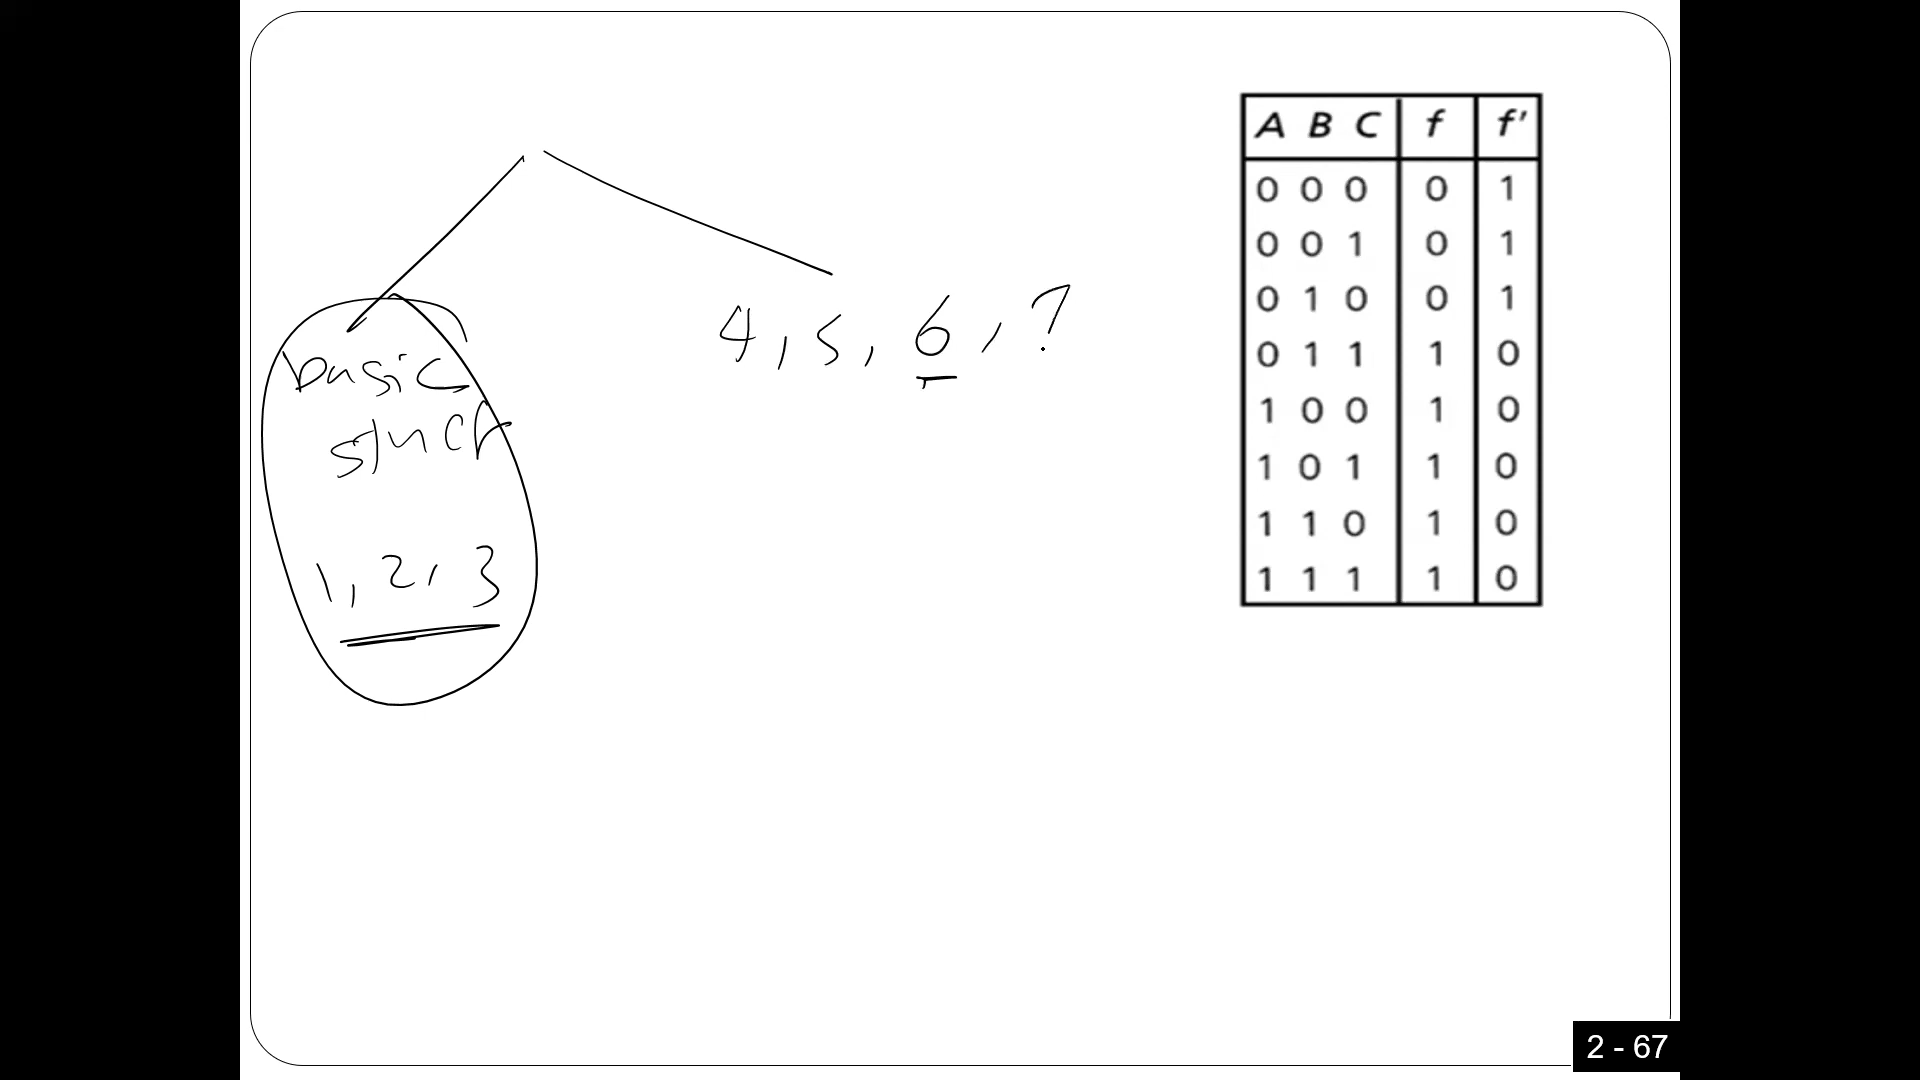 basic
struct
1, 2, 3
4, 5, 6, ?
A B C f f'
0 0 0 0 1
0 0 1 0 1
0 1 0 0 1
0 1 1 1 0
1 0 0 1 0
1 0 1 1 0
1 1 0 1 0
1 1 1 1 0
2 - 67